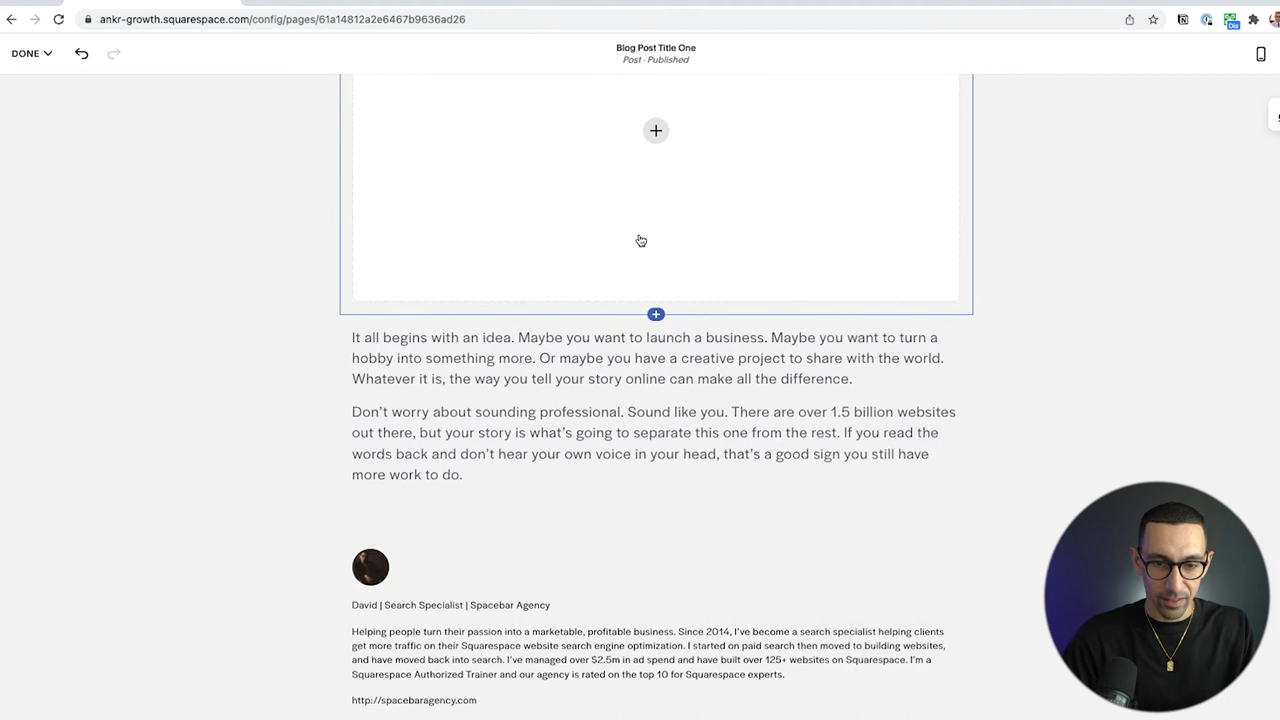 ankr-growth.squarespace.com/config/pages/61a14812a2e6467b9636ad26
DONE
Blog Post Title One
Post · Published
Dis
It all begins with an idea. Maybe you want to launch a business. Maybe you want to turn a
hobby into something more. Or maybe you have a creative project to share with the world.
Whatever it is, the way you tell your story online can make all the difference.
Don't worry about sounding professional. Sound like you. There are over 1.5 billion websites
out there, but your story is what's going to separate this one from the rest. If you read the
words back and don't hear your own voice in your head, that's a good sign you still have
more work to do.
David | Search Specialist | Spacebar Agency
Helping people turn their passion into a marketable, profitable business. Since 2014, I've become a search specialist helping clients
get more traffic on their Squarespace website search engine optimization. I started on paid search then moved to building websites,
and have moved back into search. I've managed over $2.5m in ad spend and have built over 125+ websites on Squarespace. I'm a
Squarespace Authorized Trainer and our agency is rated on the top 10 for Squarespace experts.
http://spacebaragency.com